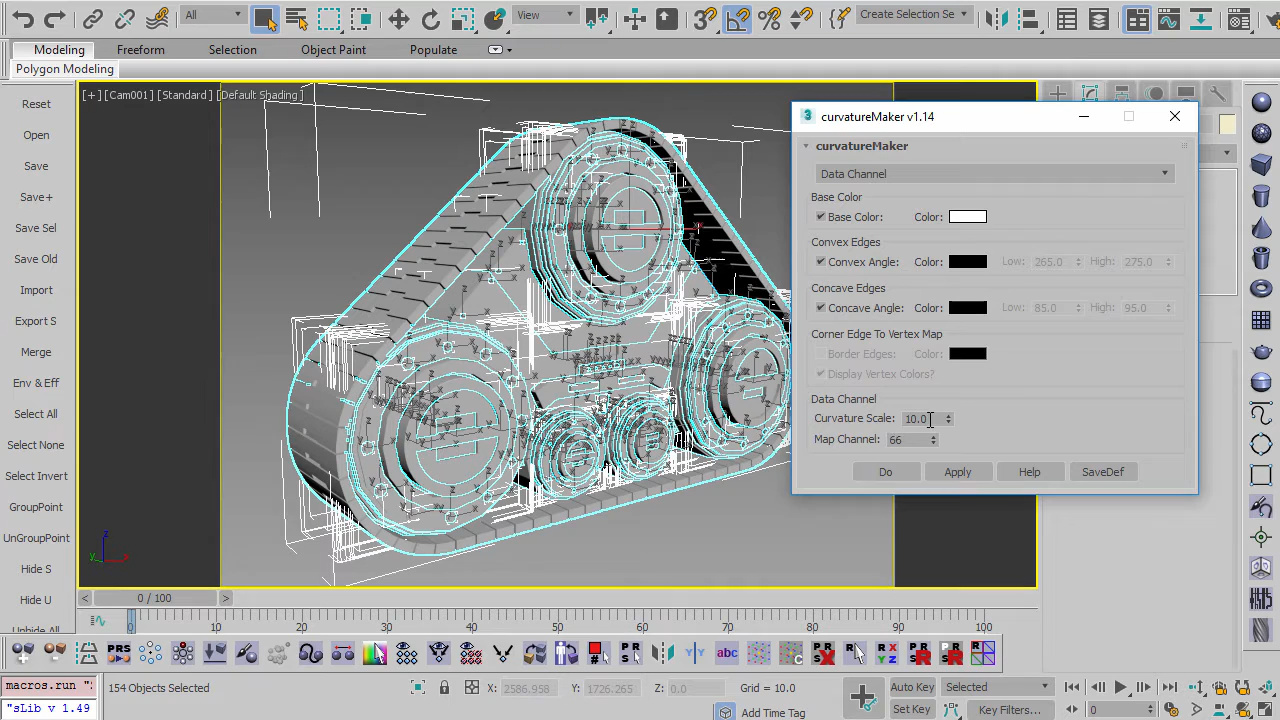 All
View
Create Selection Se
Modeling
Freeform
Selection
Object Paint
Populate
Polygon Modeling
Reset
Open
Save
Save+
Save Sel
Save Old
Import
Export S
Merge
Env & Eff
Select All
Select None
GroupPoint
UnGroupPoint
Hide S
Hide U
Unhide All
[+] [Cam001] [Standard] [Default Shading]
curvatureMaker v1.14
curvatureMaker
Data Channel
Base Color
Base Color: Color:
Convex Edges
Convex Angle: Color: Low: 265.0 High: 275.0
Concave Edges
Concave Angle: Color: Low: 85.0 High: 95.0
Corner Edge To Vertex Map
Border Edges: Color:
Display Vertex Colors?
Data Channel
Curvature Scale: 10.0
Map Channel: 66
Do Apply Help SaveDef
< 0 / 100 >
0 10 20 30 40 50 60 70 80 90 100
PRS
abc
macros.run "
"sLib v 1.49
154 Objects Selected
X: 2586.958 Y: 1726.265 Z: 0.0 Grid = 10.0
Add Time Tag
Auto Key Selected
Set Key Key Filters...
0